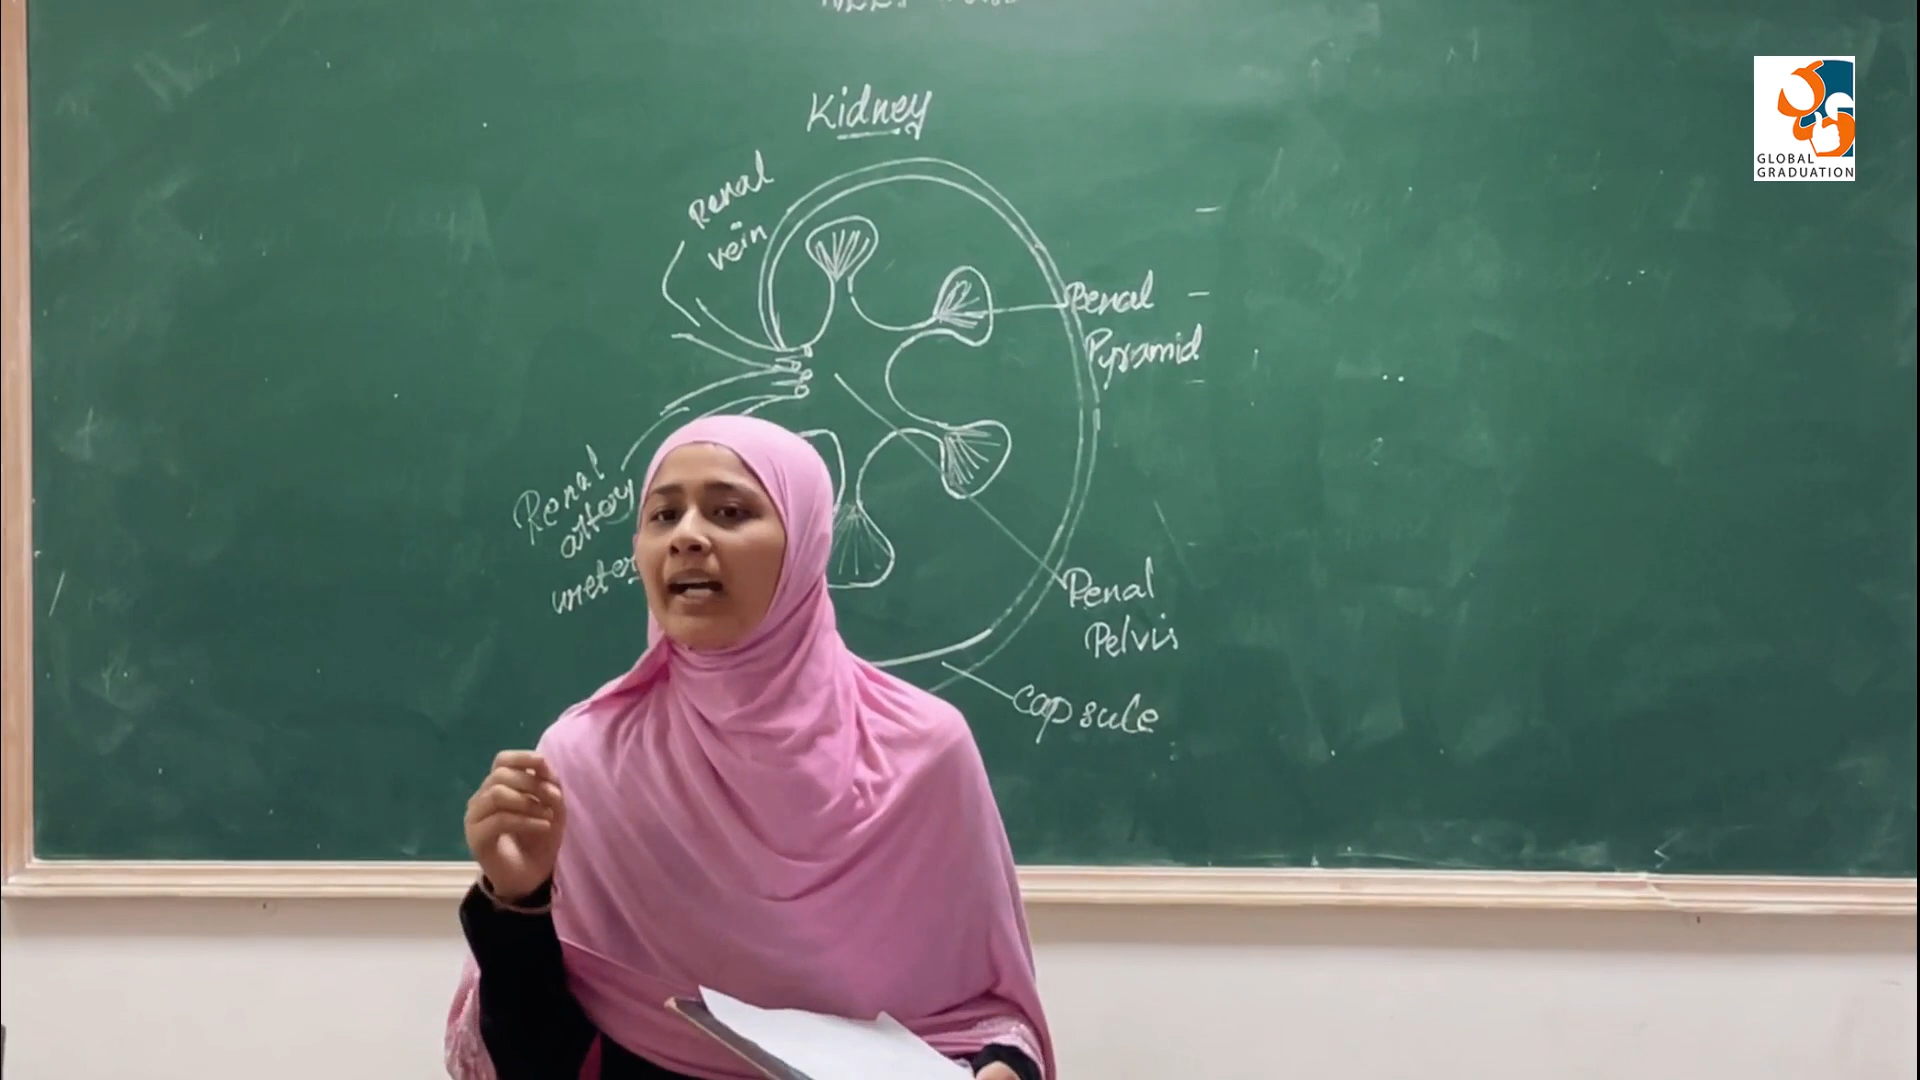 Kidney
Renal
vein
Renal
Pyramid
Renal
artery
ureter
Renal
Pelvis
capsule
GLOBAL
GRADUATION